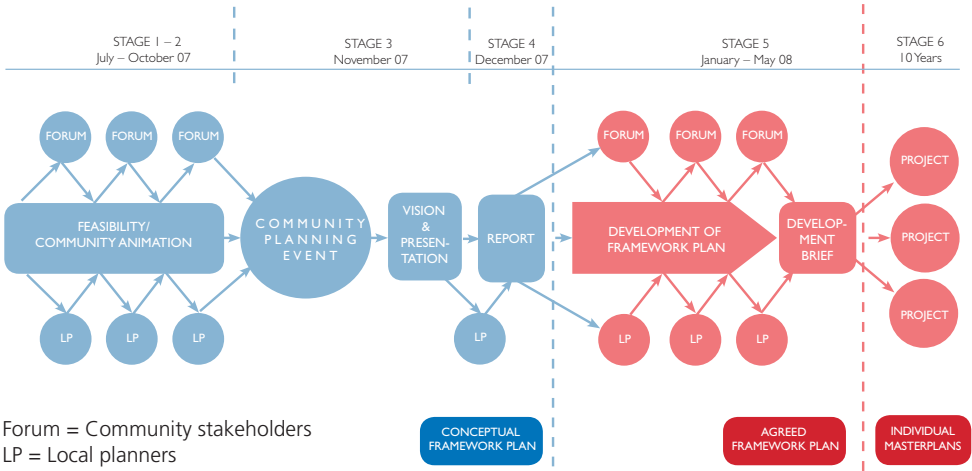 STAGE 1 – 2
July – October 07
STAGE 3
November 07
STAGE 4
December 07
STAGE 5
January – May 08
STAGE 6
10 Years
FORUM
FORUM
FORUM
FEASIBILITY/
COMMUNITY ANIMATION
LP
LP
LP
COMMUNITY
PLANNING
EVENT
VISION
&
PRESEN-
TATION
REPORT
LP
FORUM
FORUM
FORUM
DEVELOPMENT OF
FRAMEWORK PLAN
LP
LP
LP
DEVELOP-
MENT
BRIEF
PROJECT
PROJECT
PROJECT
Forum = Community stakeholders
LP = Local planners
CONCEPTUAL
FRAMEWORK PLAN
AGREED
FRAMEWORK PLAN
INDIVIDUAL
MASTERPLANS